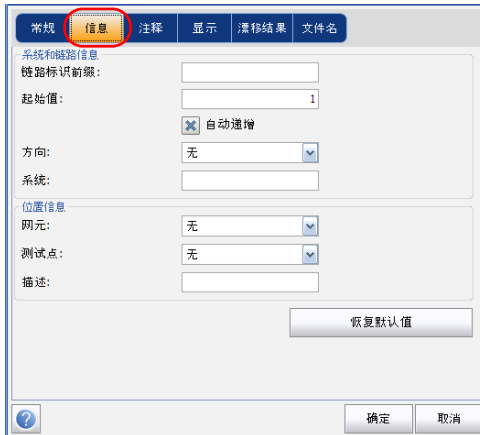 常规 信息 注释 显示 漂移结果 文件名
系统和链路信息
链路标识前缀:
起始值: 1
自动递增
方向: 无
系统:
位置信息
网元: 无
测试点: 无
描述:
恢复默认值
? 确定 取消